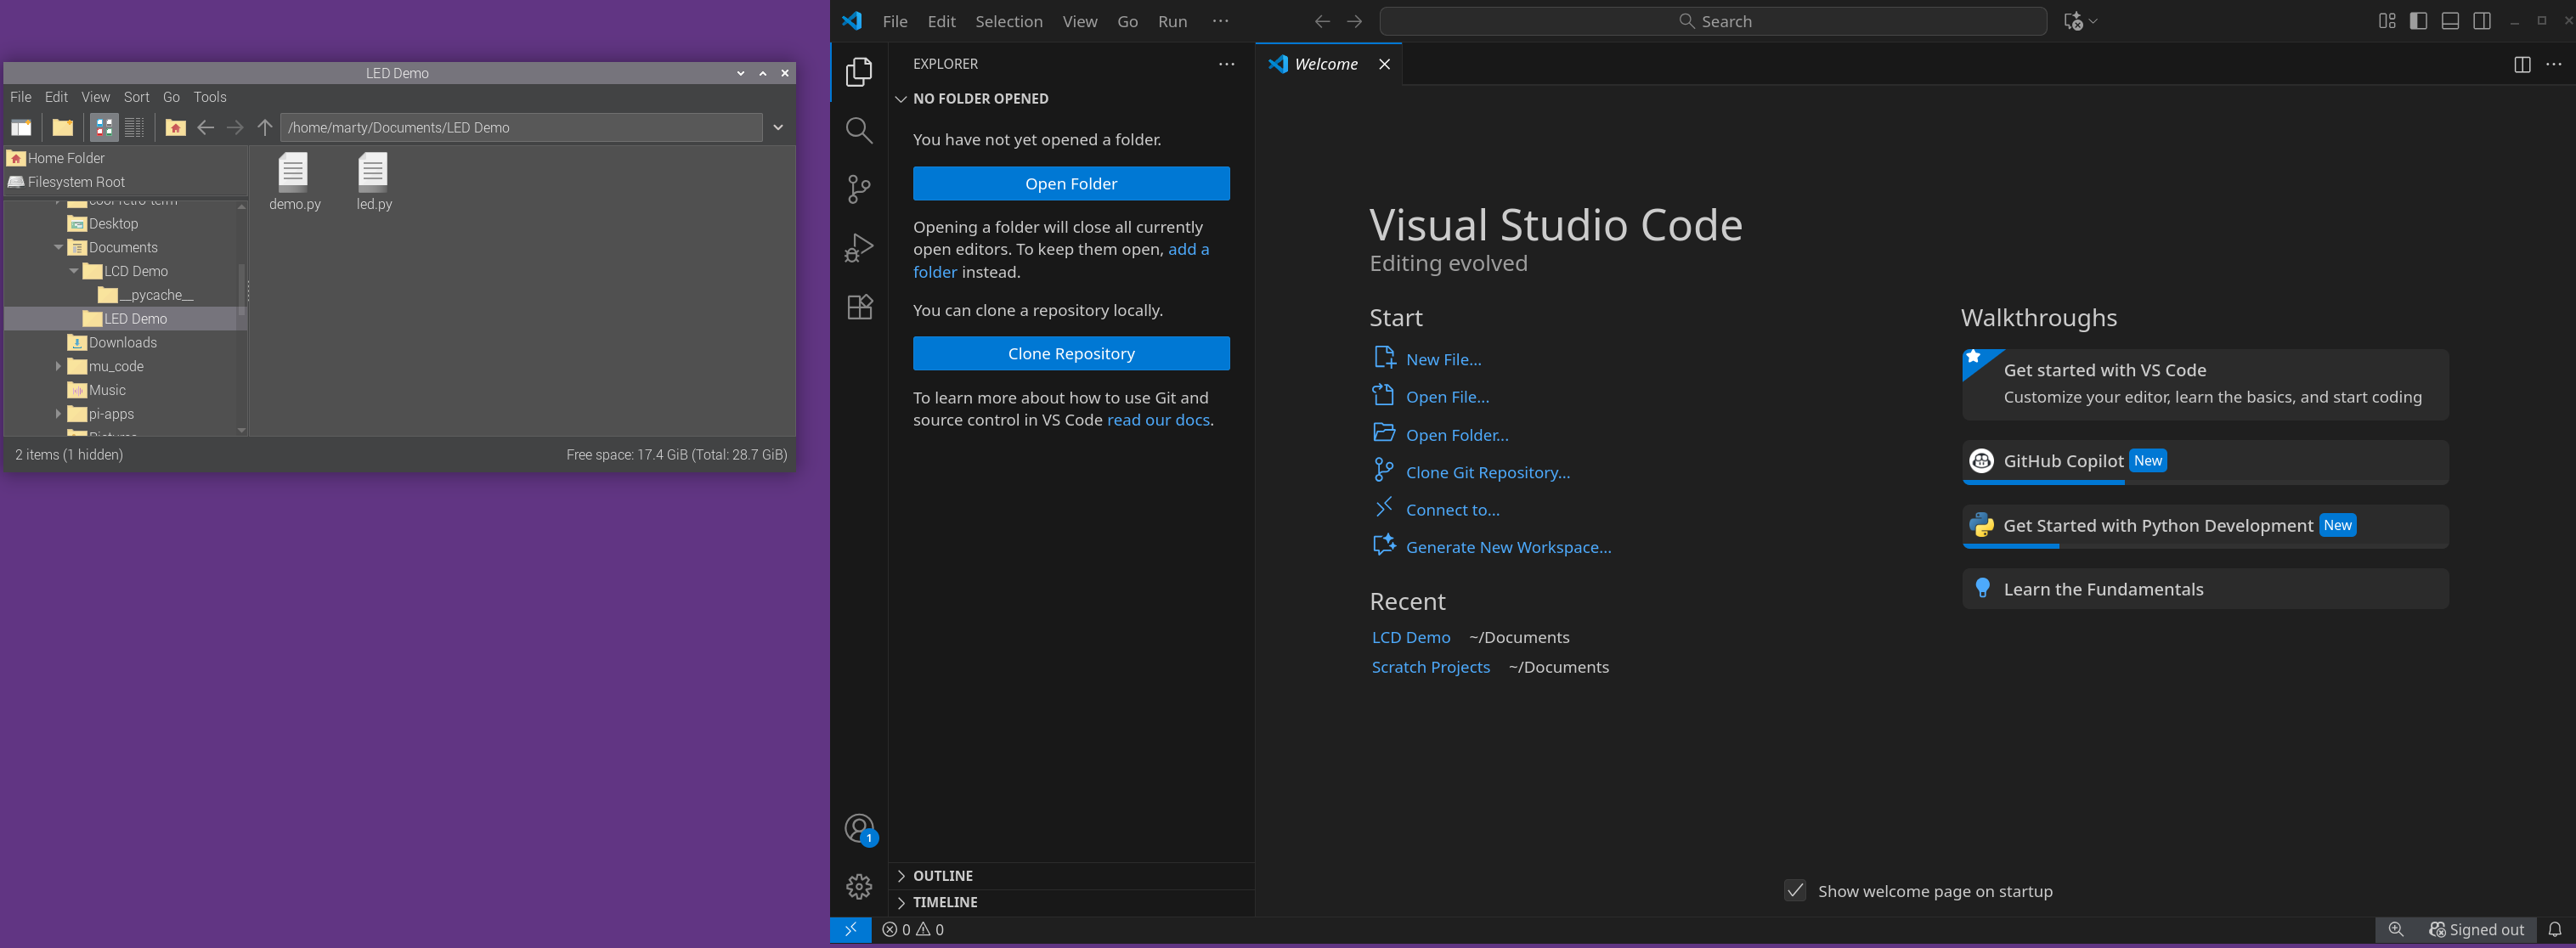 LED Demo
File Edit View Sort Go Tools
/home/marty/Documents/LED Demo
Home Folder
Filesystem Root
cool-retro-term
Desktop
Documents
LCD Demo
__pycache__
LED Demo
Downloads
mu_code
Music
pi-apps
Pictures
demo.py
led.py
2 items (1 hidden)
Free space: 17.4 GiB (Total: 28.7 GiB)
File Edit Selection View Go Run ···
Search
EXPLORER
NO FOLDER OPENED
You have not yet opened a folder.
Open Folder
Opening a folder will close all currently
open editors. To keep them open, add a
folder instead.
You can clone a repository locally.
Clone Repository
To learn more about how to use Git and
source control in VS Code read our docs.
1
OUTLINE
TIMELINE
Welcome
Visual Studio Code
Editing evolved
Start
New File...
Open File...
Open Folder...
Clone Git Repository...
Connect to...
Generate New Workspace...
Recent
LCD Demo ~/Documents
Scratch Projects ~/Documents
Walkthroughs
Get started with VS Code
Customize your editor, learn the basics, and start coding
GitHub Copilot New
Get Started with Python Development New
Learn the Fundamentals
Show welcome page on startup
0 0
Signed out